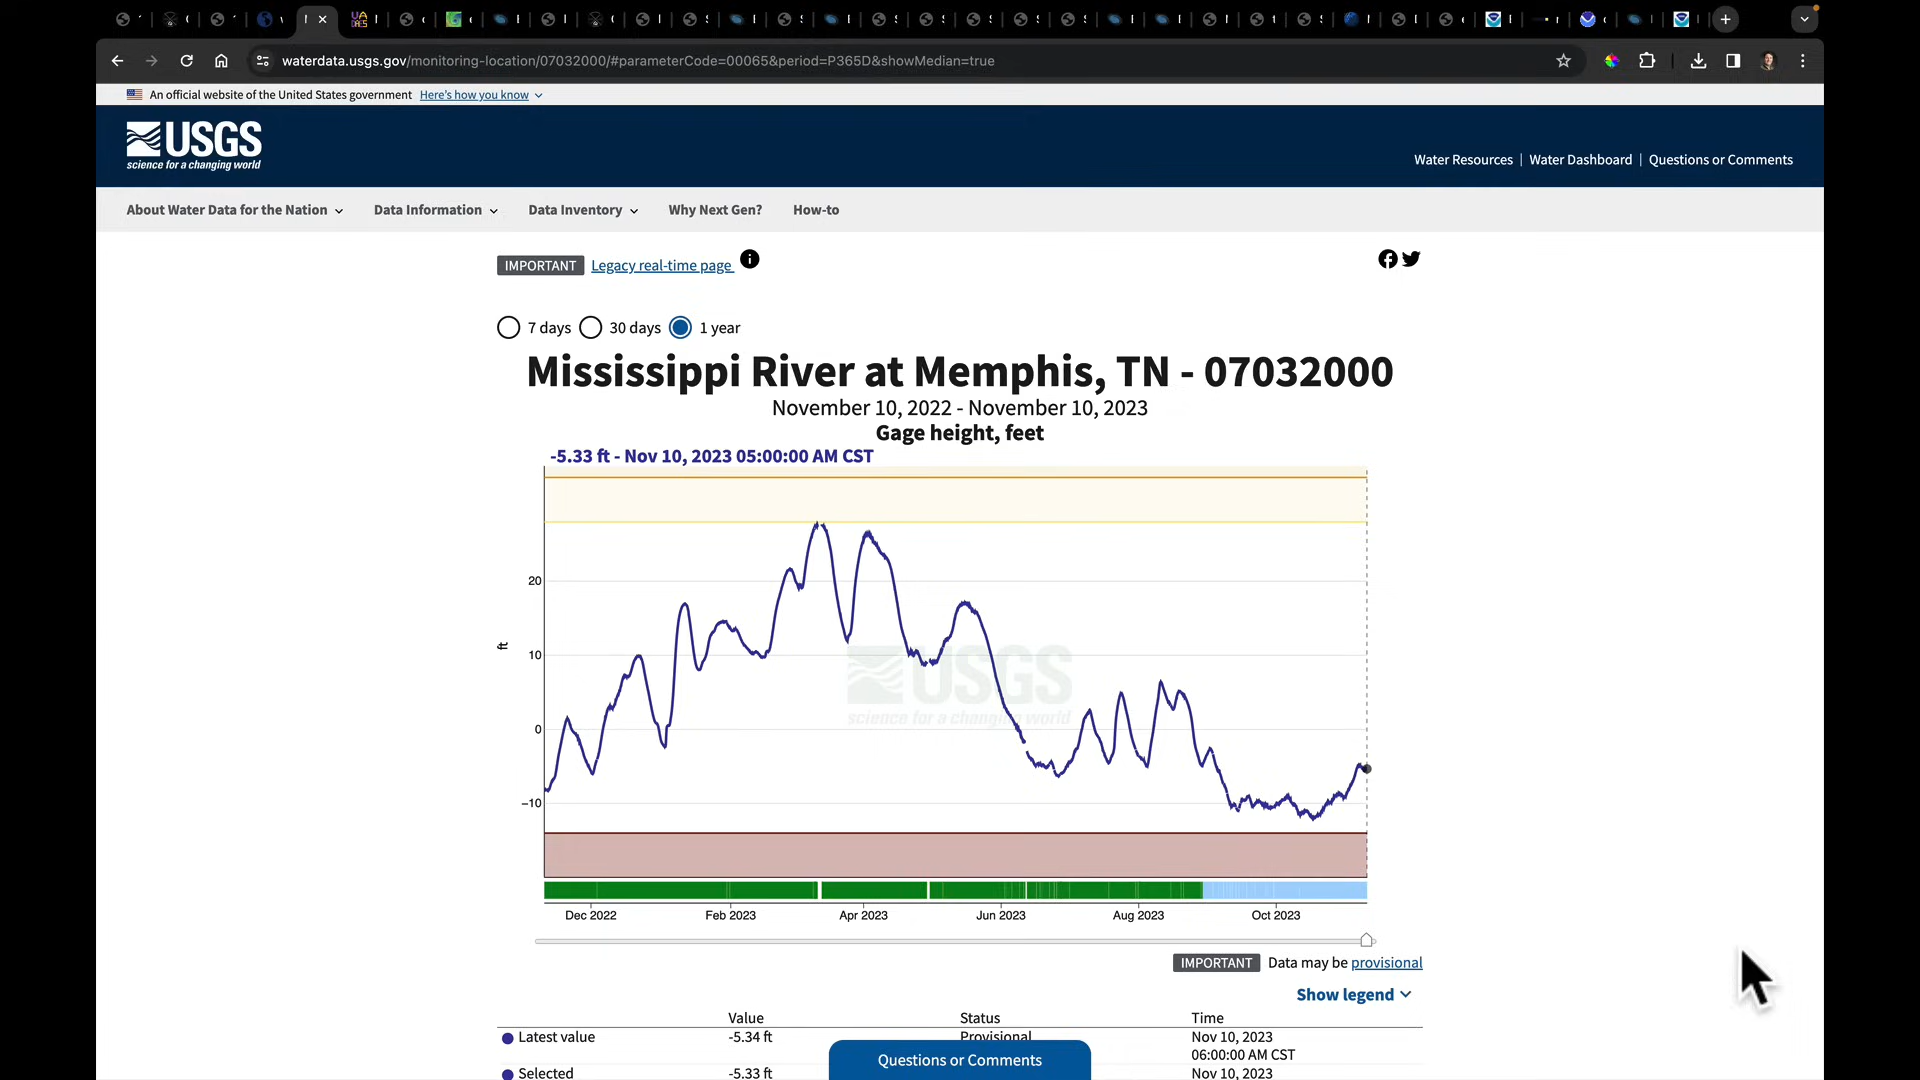 waterdata.usgs.gov/monitoring-location/07032000/#parameterCode=00065&period=P365D&showMedian=true
An official website of the United States government Here's how you know
USGS
science for a changing world
Water Resources | Water Dashboard | Questions or Comments
About Water Data for the Nation Data Information Data Inventory Why Next Gen? How-to
IMPORTANT Legacy real-time page
7 days 30 days 1 year
Mississippi River at Memphis, TN - 07032000
November 10, 2022 - November 10, 2023
Gage height, feet
-5.33 ft - Nov 10, 2023 05:00:00 AM CST
20
10
0
−10
ft
USGS
science for a changing world
Dec 2022 Feb 2023 Apr 2023 Jun 2023 Aug 2023 Oct 2023
IMPORTANT Data may be provisional
Show legend
Value Status Time
Latest value -5.34 ft Provisional Nov 10, 2023
06:00:00 AM CST
Questions or Comments
Selected -5.33 ft Nov 10, 2023